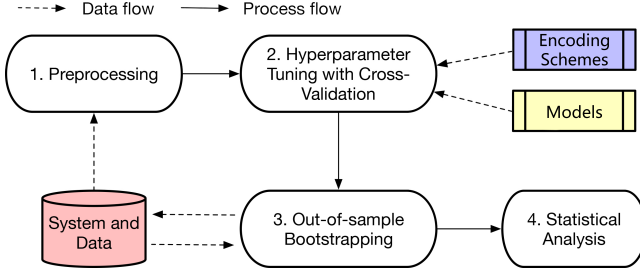 Data flow
Process flow
1. Preprocessing
2. Hyperparameter
Tuning with Cross-
Validation
Encoding
Schemes
Models
System and
Data
3. Out-of-sample
Bootstrapping
4. Statistical
Analysis